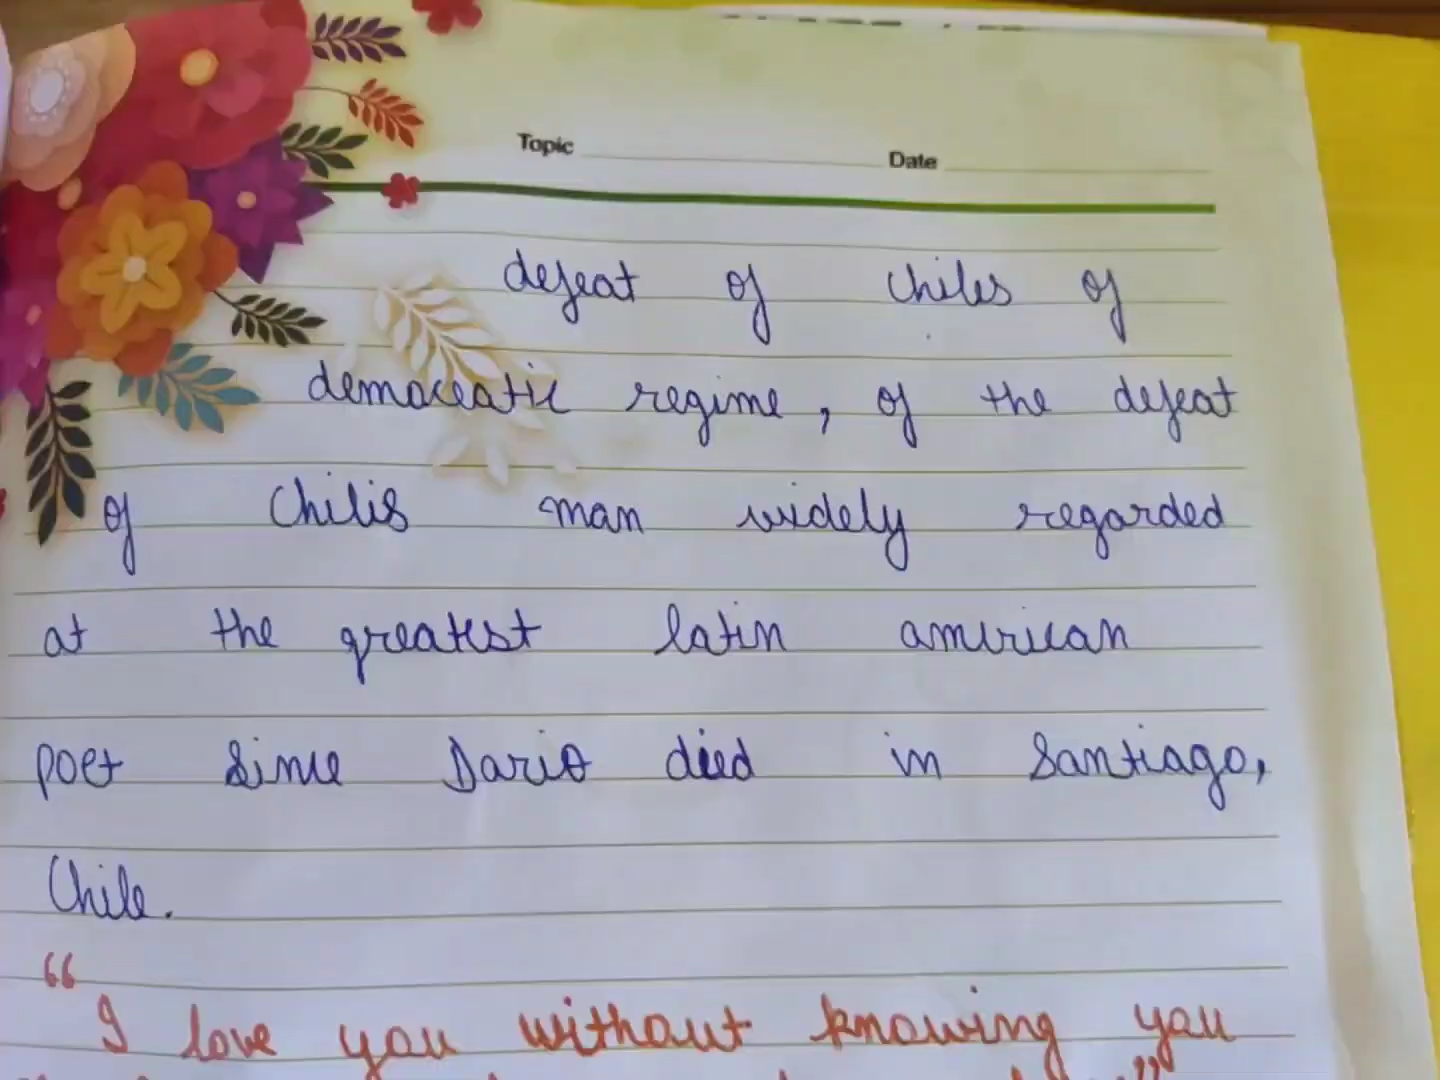 Topic Date
defeat of Chiles of
democratic regime, of the defeat
of Chilis man widely regarded
at the greatest latin american
poet since Dario died in Santiago,
Chile.
"I love you without knowing you